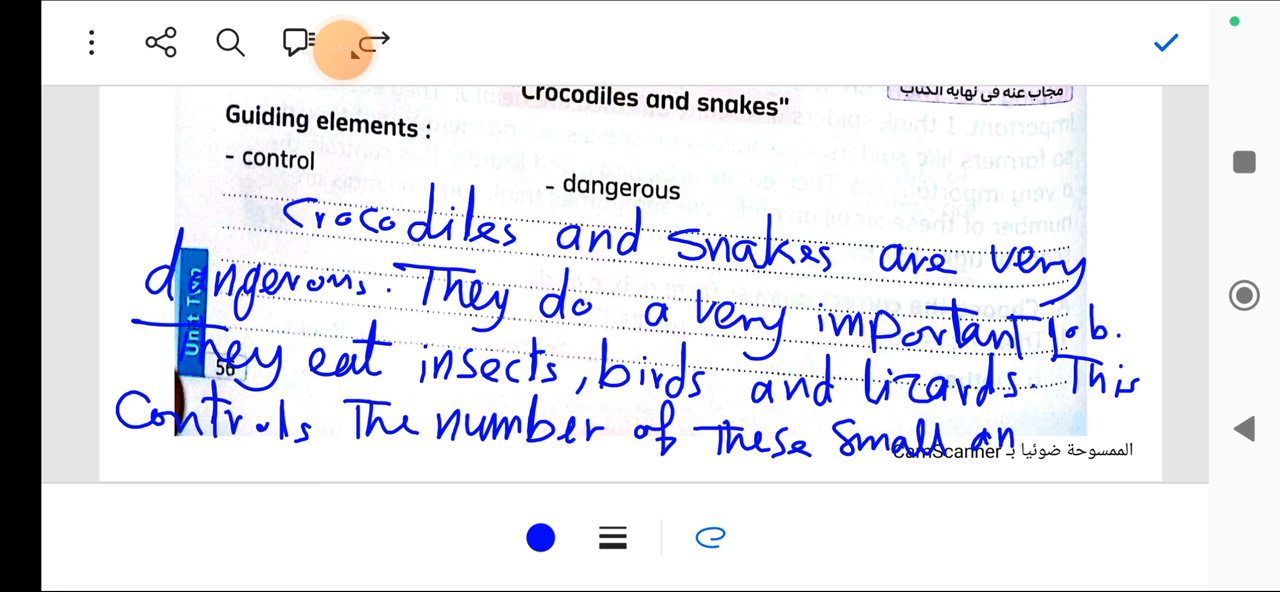 Crocodiles and snakes"
مجاب عنه فى نهاية الكتاب
Guiding elements :
- control
- dangerous
Crocodiles and snakes are very
dangerous. They do a very important job.
They eat insects, birds and lizards. This
controls the number of these small an
Unit Two
56
الممسوحة ضوئيا بـ CamScanner